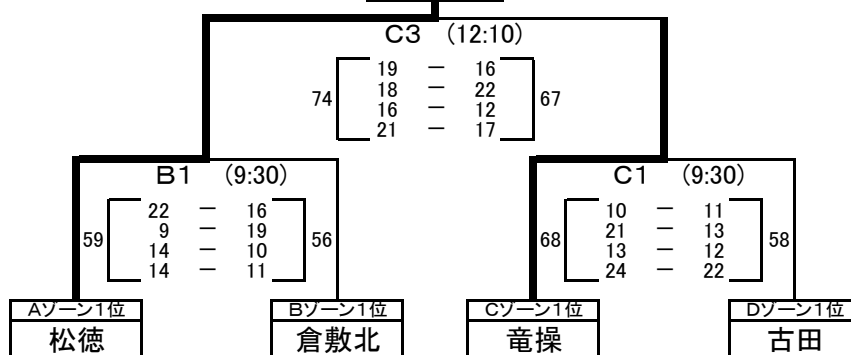 C3 (12:10)
74 19 － 16 67
18 － 22
16 － 12
21 － 17
B1 (9:30) C1 (9:30)
59 22 － 16 56 68 10 － 11 58
9 － 19 21 － 13
14 － 10 13 － 12
14 － 11 24 － 22
Aゾーン1位 Bゾーン1位 Cゾーン1位 Dゾーン1位
松徳 倉敷北 竜操 古田